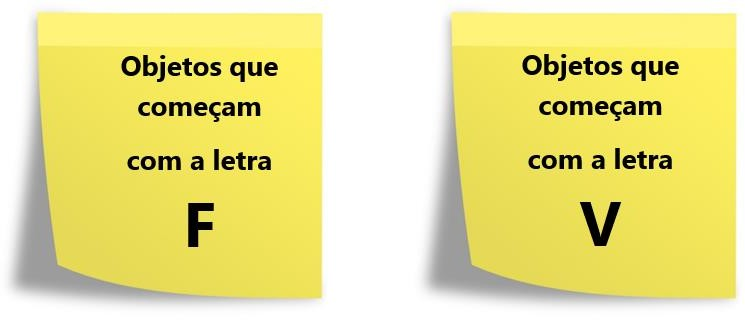 Objetos que
começam
com a letra
F
Objetos que
começam
com a letra
V